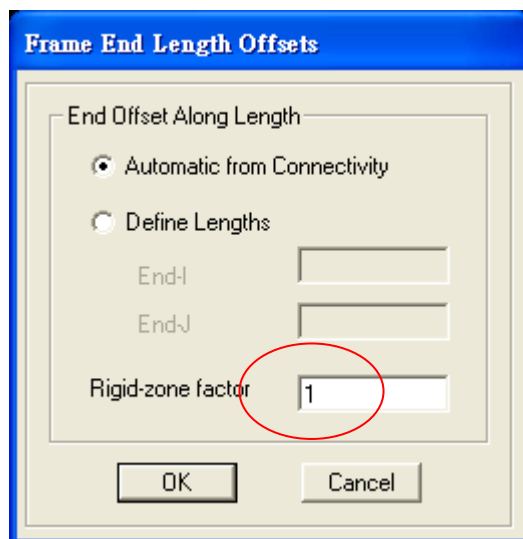 Frame End Length Offsets
End Offset Along Length
Automatic from Connectivity
Define Lengths
End-I
End-J
Rigid-zone factor 1
OK Cancel